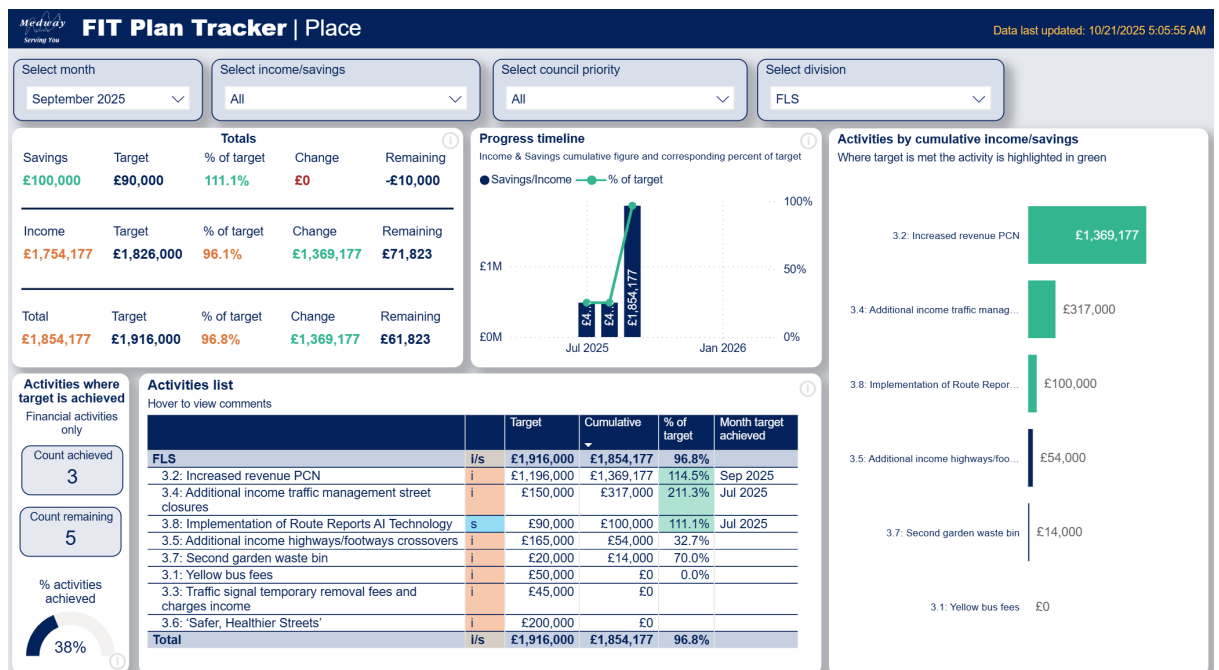 Medway
Serving You
FIT Plan Tracker | Place
Data last updated: 10/21/2025 5:05:55 AM
Select month
September 2025
Select income/savings
All
Select council priority
All
Select division
FLS
Totals
Savings Target % of target Change Remaining
£100,000 £90,000 111.1% £0 -£10,000
Income Target % of target Change Remaining
£1,754,177 £1,826,000 96.1% £1,369,177 £71,823
Total Target % of target Change Remaining
£1,854,177 £1,916,000 96.8% £1,369,177 £61,823
Progress timeline
Income & Savings cumulative figure and corresponding percent of target
Savings/Income % of target
100%
£1M 50%
£0M 0%
£4.. £4.. £1,854,177
Jul 2025 Jan 2026
Activities by cumulative income/savings
Where target is met the activity is highlighted in green
3.2: Increased revenue PCN £1,369,177
3.4: Additional income traffic manag… £317,000
3.8: Implementation of Route Repor… £100,000
3.5: Additional income highways/foo… £54,000
3.7: Second garden waste bin £14,000
3.1: Yellow bus fees £0
Activities where
target is achieved
Financial activities
only
Count achieved
3
Count remaining
5
% activities
achieved
38%
Activities list
Hover to view comments
Target Cumulative % of target Month target achieved
FLS i/s £1,916,000 £1,854,177 96.8%
3.2: Increased revenue PCN i £1,196,000 £1,369,177 114.5% Sep 2025
3.4: Additional income traffic management street i £150,000 £317,000 211.3% Jul 2025
closures
3.8: Implementation of Route Reports AI Technology s £90,000 £100,000 111.1% Jul 2025
3.5: Additional income highways/footways crossovers i £165,000 £54,000 32.7%
3.7: Second garden waste bin i £20,000 £14,000 70.0%
3.1: Yellow bus fees i £50,000 £0 0.0%
3.3: Traffic signal temporary removal fees and i £45,000 £0
charges income
3.6: ‘Safer, Healthier Streets’ i £200,000 £0
Total i/s £1,916,000 £1,854,177 96.8%